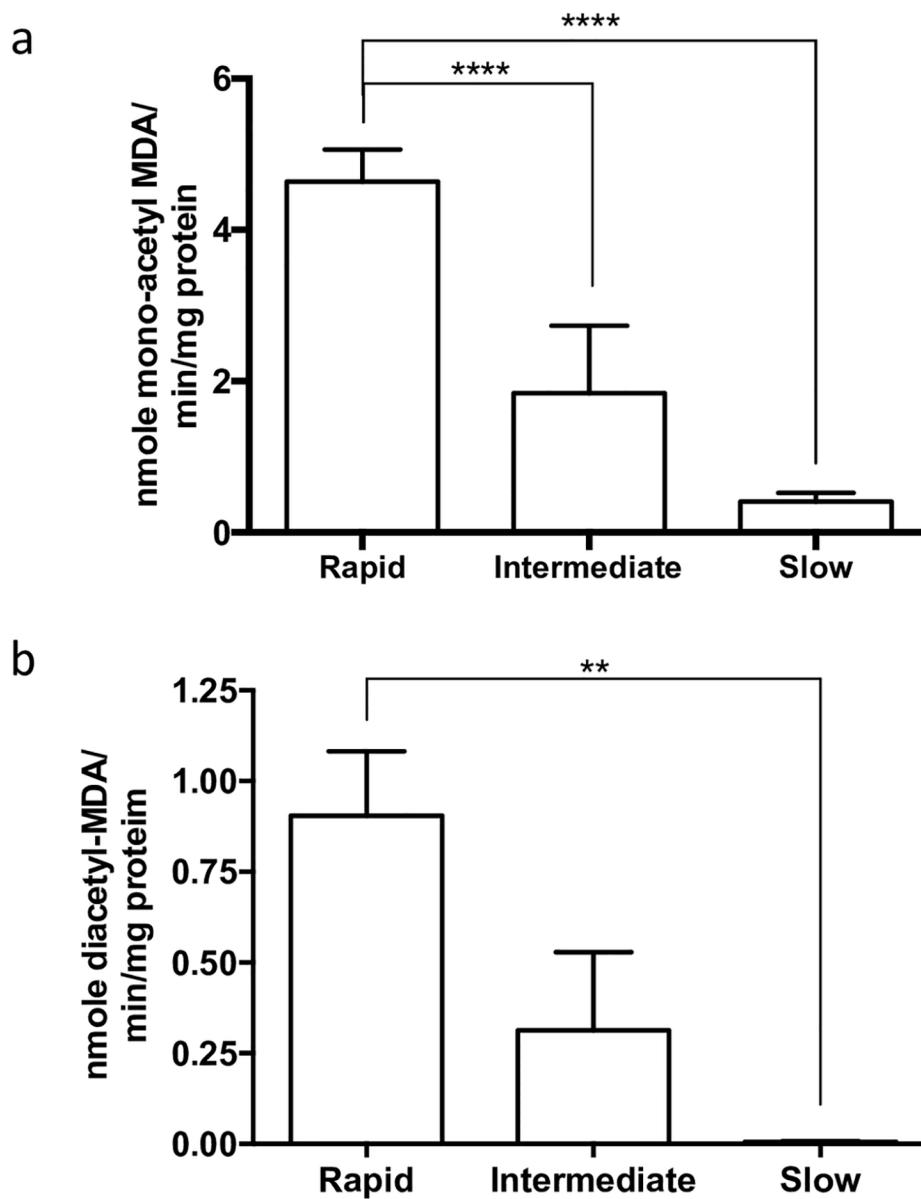 a
****
****
6
4
2
0
nmole mono-acetyl MDA/
min/mg protein
Rapid Intermediate Slow
b
**
1.25
1.00
0.75
0.50
0.25
0.00
nmole diacetyl-MDA/
min/mg proteim
Rapid Intermediate Slow